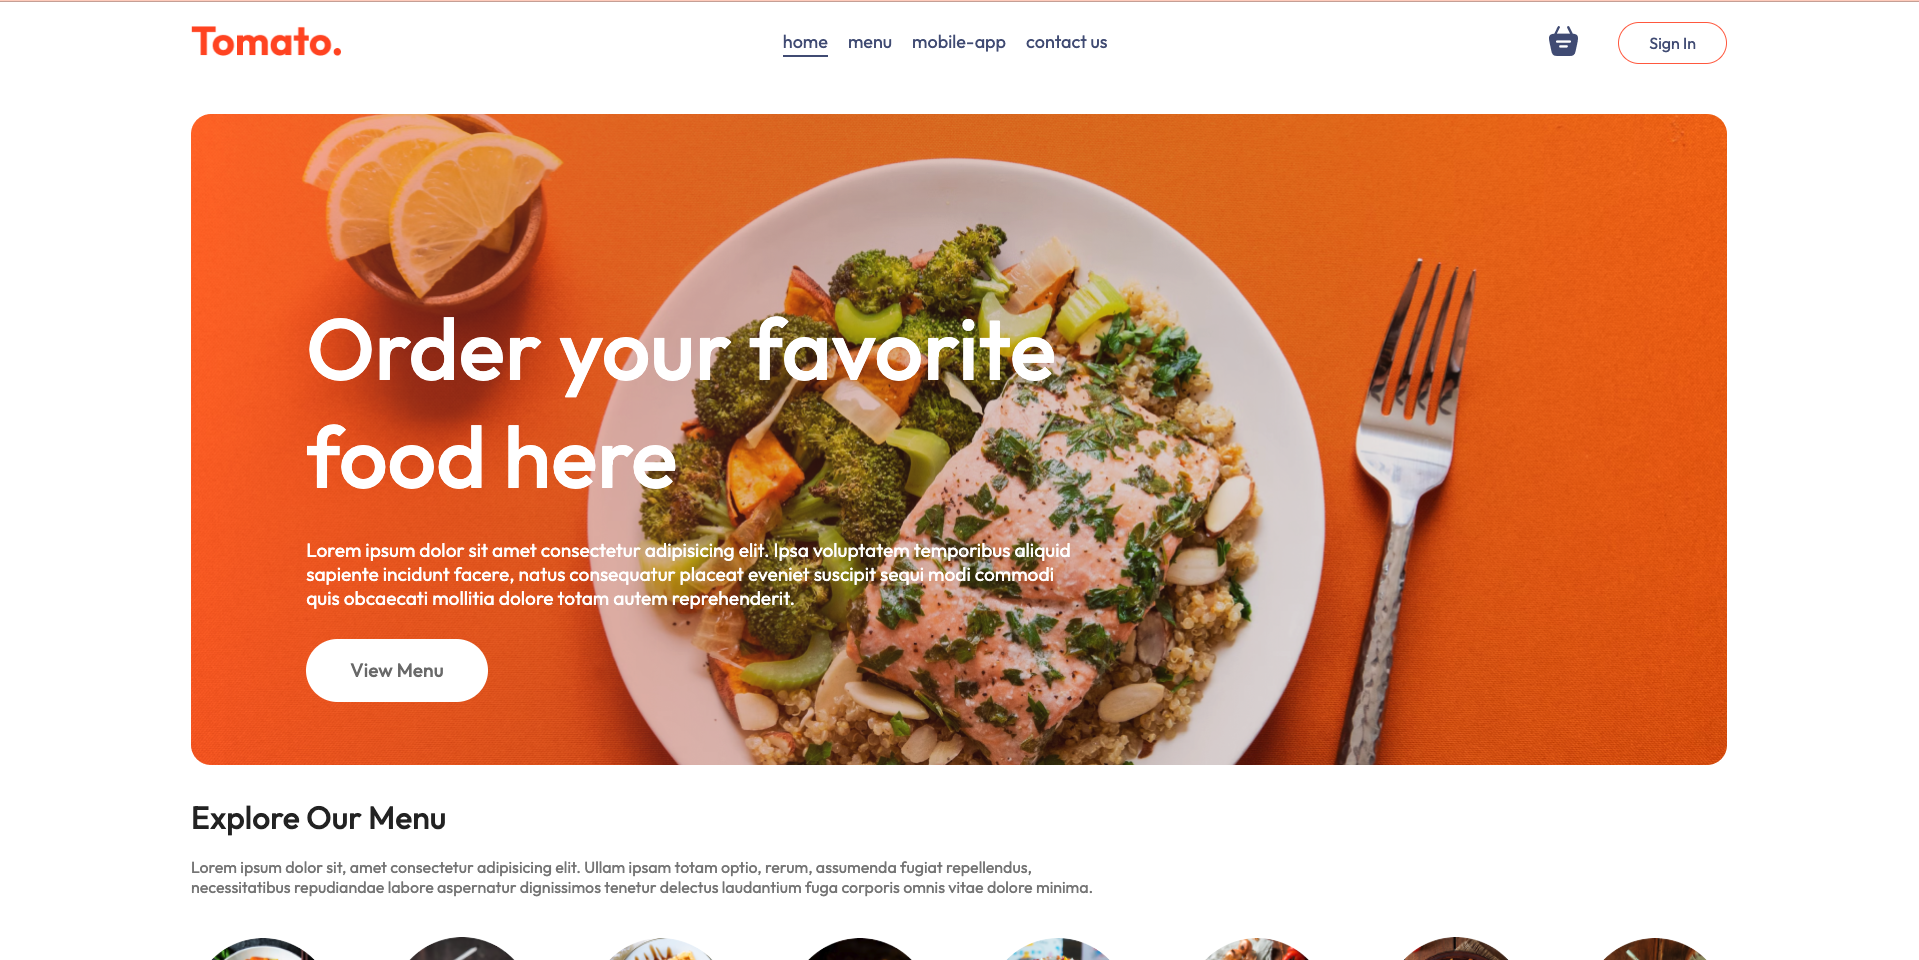 Tomato.
home menu mobile-app contact us
Sign In
Order your favorite
food here
Lorem ipsum dolor sit amet consectetur adipisicing elit. Ipsa voluptatem temporibus aliquid
sapiente incidunt facere, natus consequatur placeat eveniet suscipit sequi modi commodi
quis obcaecati mollitia dolore totam autem reprehenderit.
View Menu
Explore Our Menu
Lorem ipsum dolor sit, amet consectetur adipisicing elit. Ullam ipsam totam optio, rerum, assumenda fugiat repellendus,
necessitatibus repudiandae labore aspernatur dignissimos tenetur delectus laudantium fuga corporis omnis vitae dolore minima.